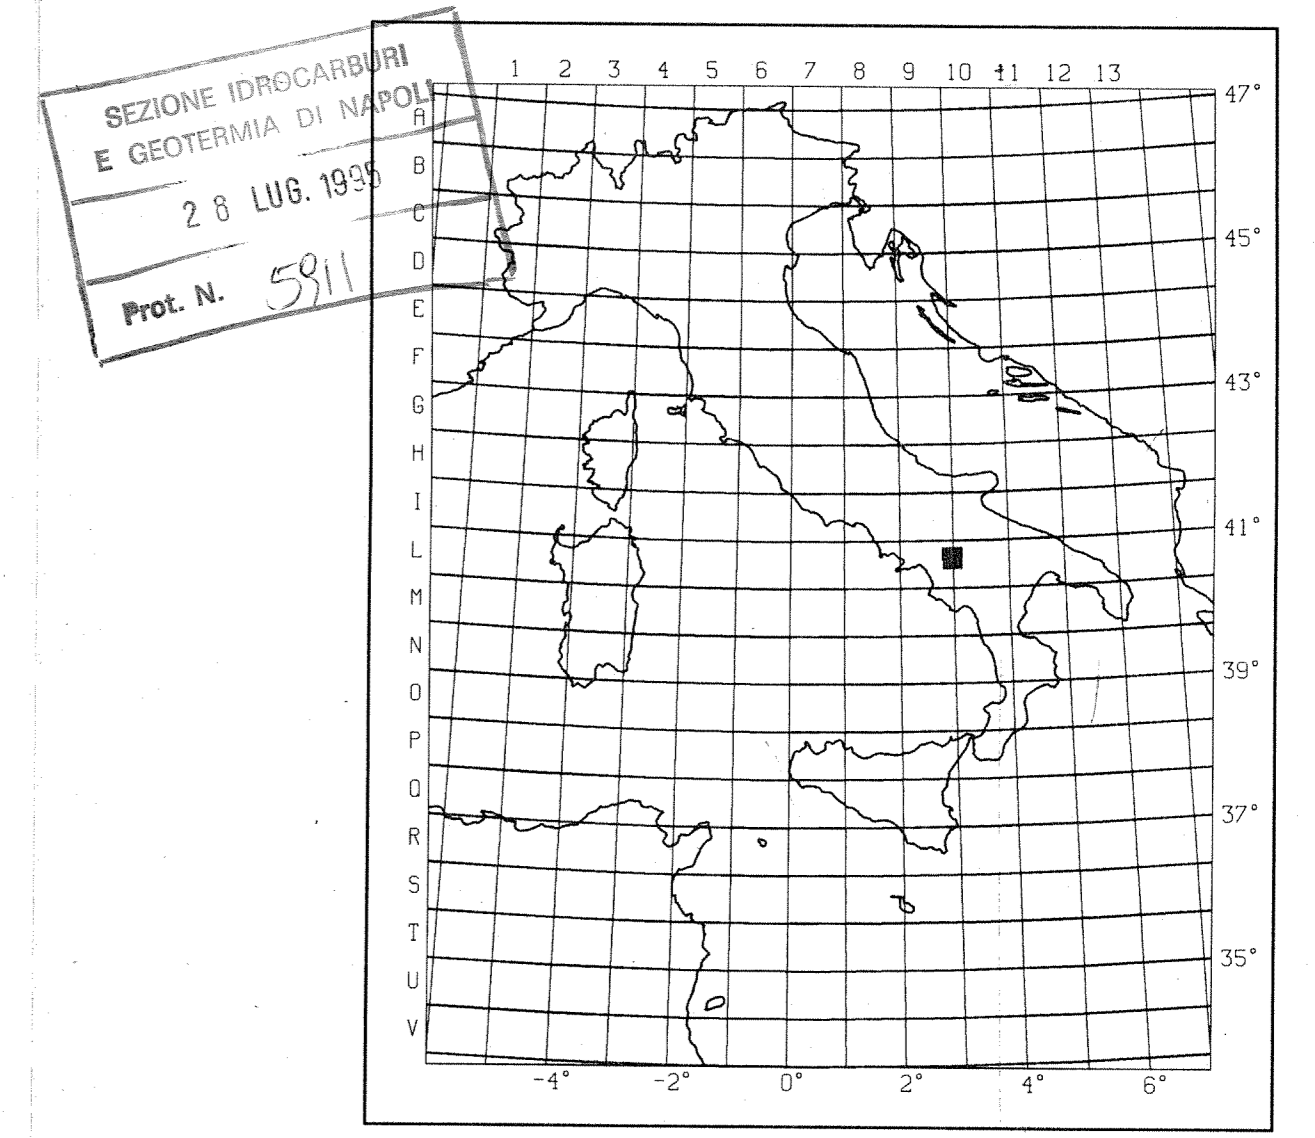 SEZIONE IDROCARBURI
E GEOTERMIA DI NAPOLI
28 LUG. 1995
Prot. N. 5911
1 2 3 4 5 6 7 8 9 10 11 12 13
A
B
C
D
E
F
G
H
I
L
M
N
O
P
Q
R
S
T
U
V
47°
45°
43°
41°
39°
37°
35°
-4° -2° 0° 2° 4° 6°